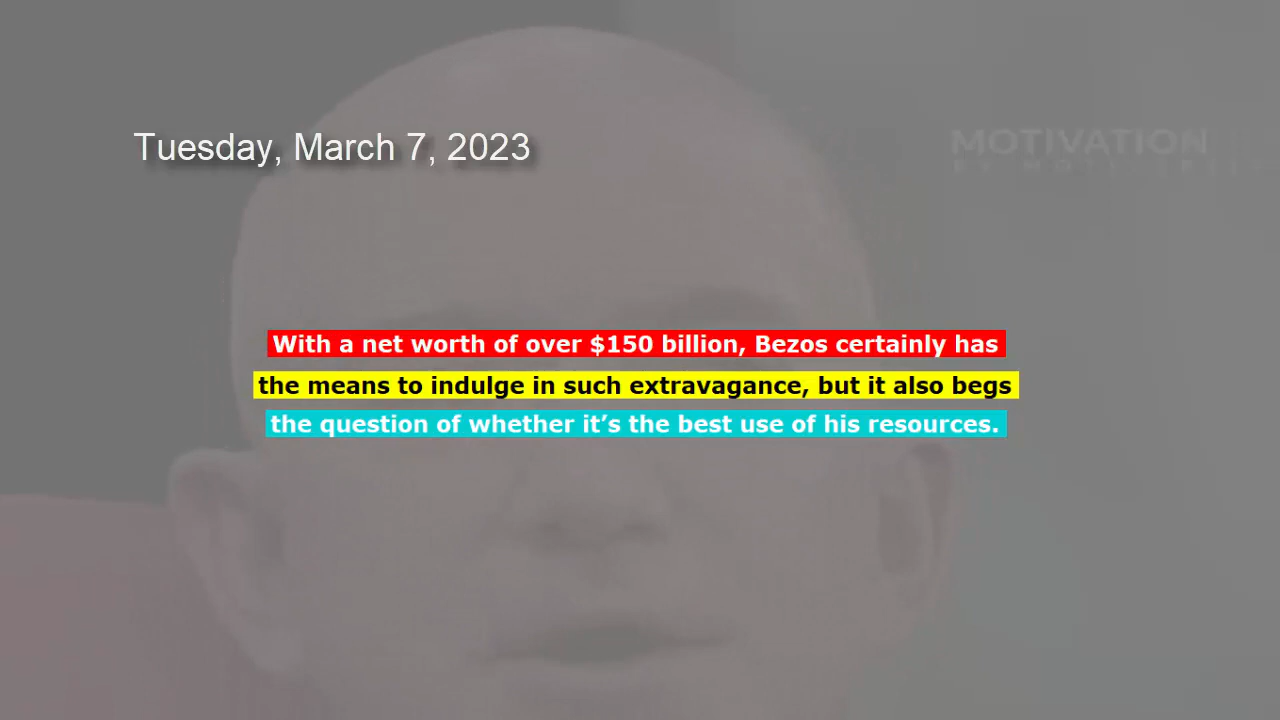 Tuesday, March 7, 2023
MOTIVATION
With a net worth of over $150 billion, Bezos certainly has
the means to indulge in such extravagance, but it also begs
the question of whether it’s the best use of his resources.